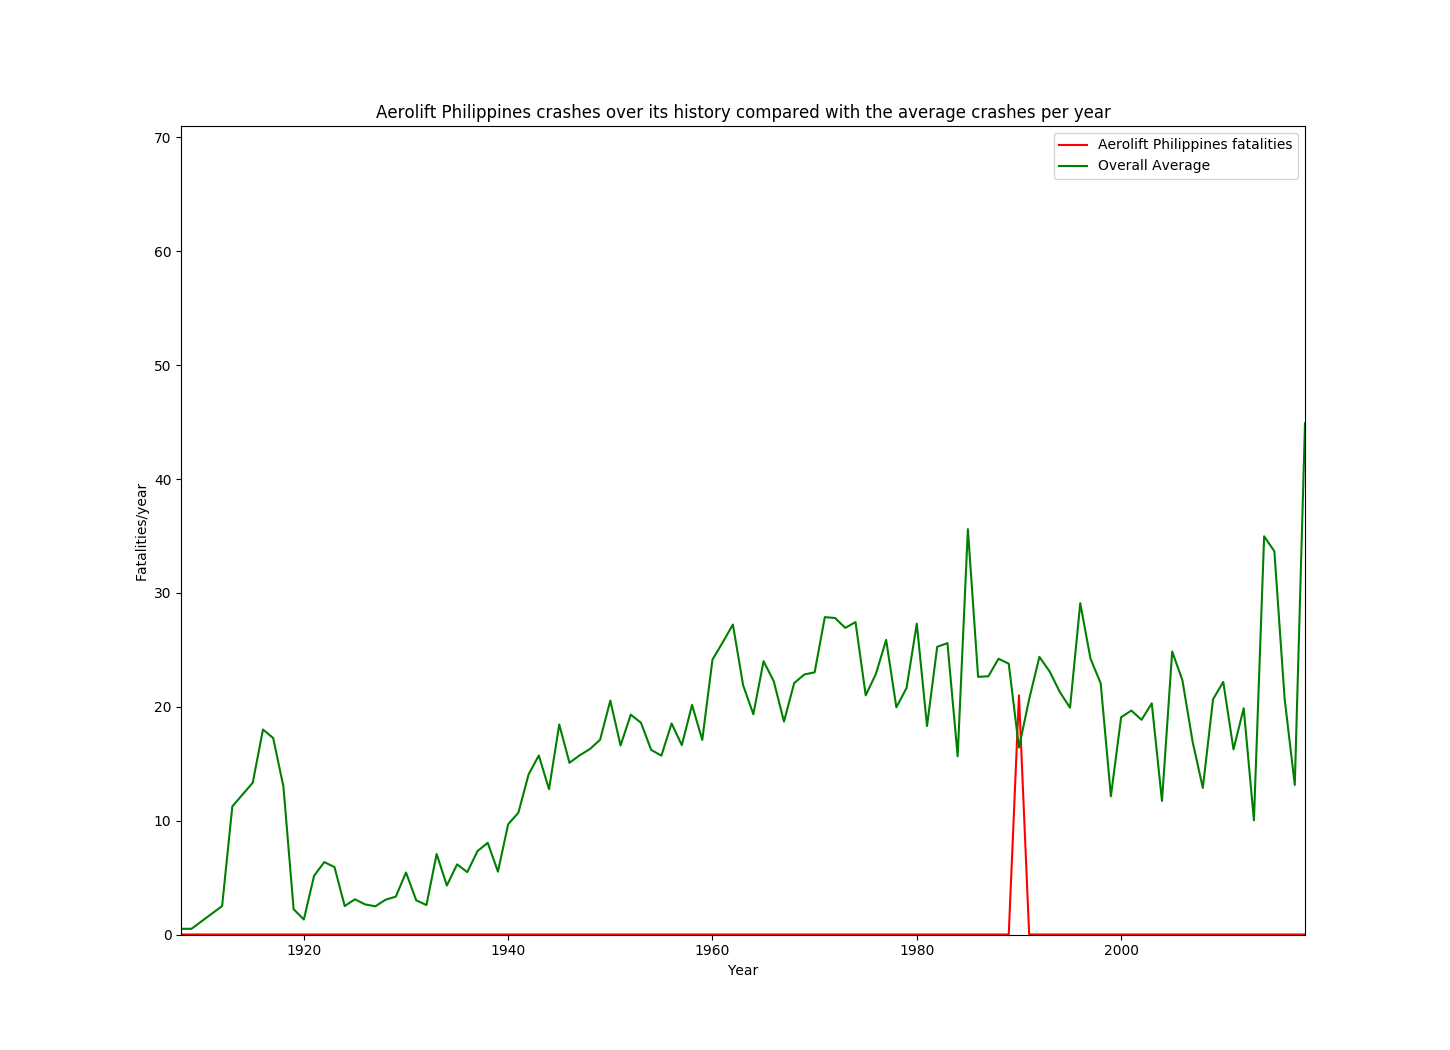 Aerolift Philippines crashes over its history compared with the average crashes per year
Aerolift Philippines fatalities
Overall Average
70
60
50
40
30
20
10
0
Fatalities/year
1920 1940 1960 1980 2000
Year